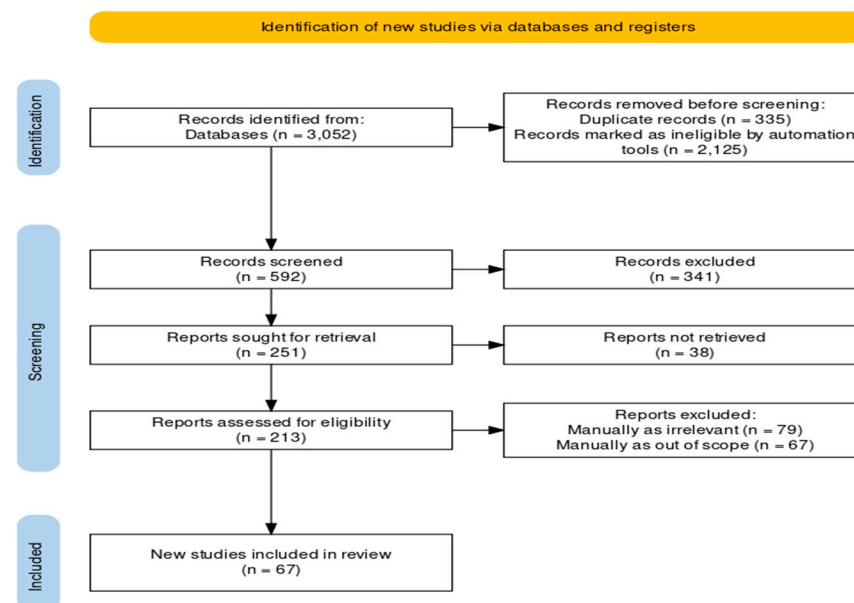 Identification of new studies via databases and registers
Identification
Records identified from:
Databases (n = 3,052)
Records removed before screening:
Duplicate records (n = 335)
Records marked as ineligible by automation
tools (n = 2,125)
Screening
Records screened
(n = 592)
Records excluded
(n = 341)
Reports sought for retrieval
(n = 251)
Reports not retrieved
(n = 38)
Reports assessed for eligibility
(n = 213)
Reports excluded:
Manually as irrelevant (n = 79)
Manually as out of scope (n = 67)
Included
New studies included in review
(n = 67)